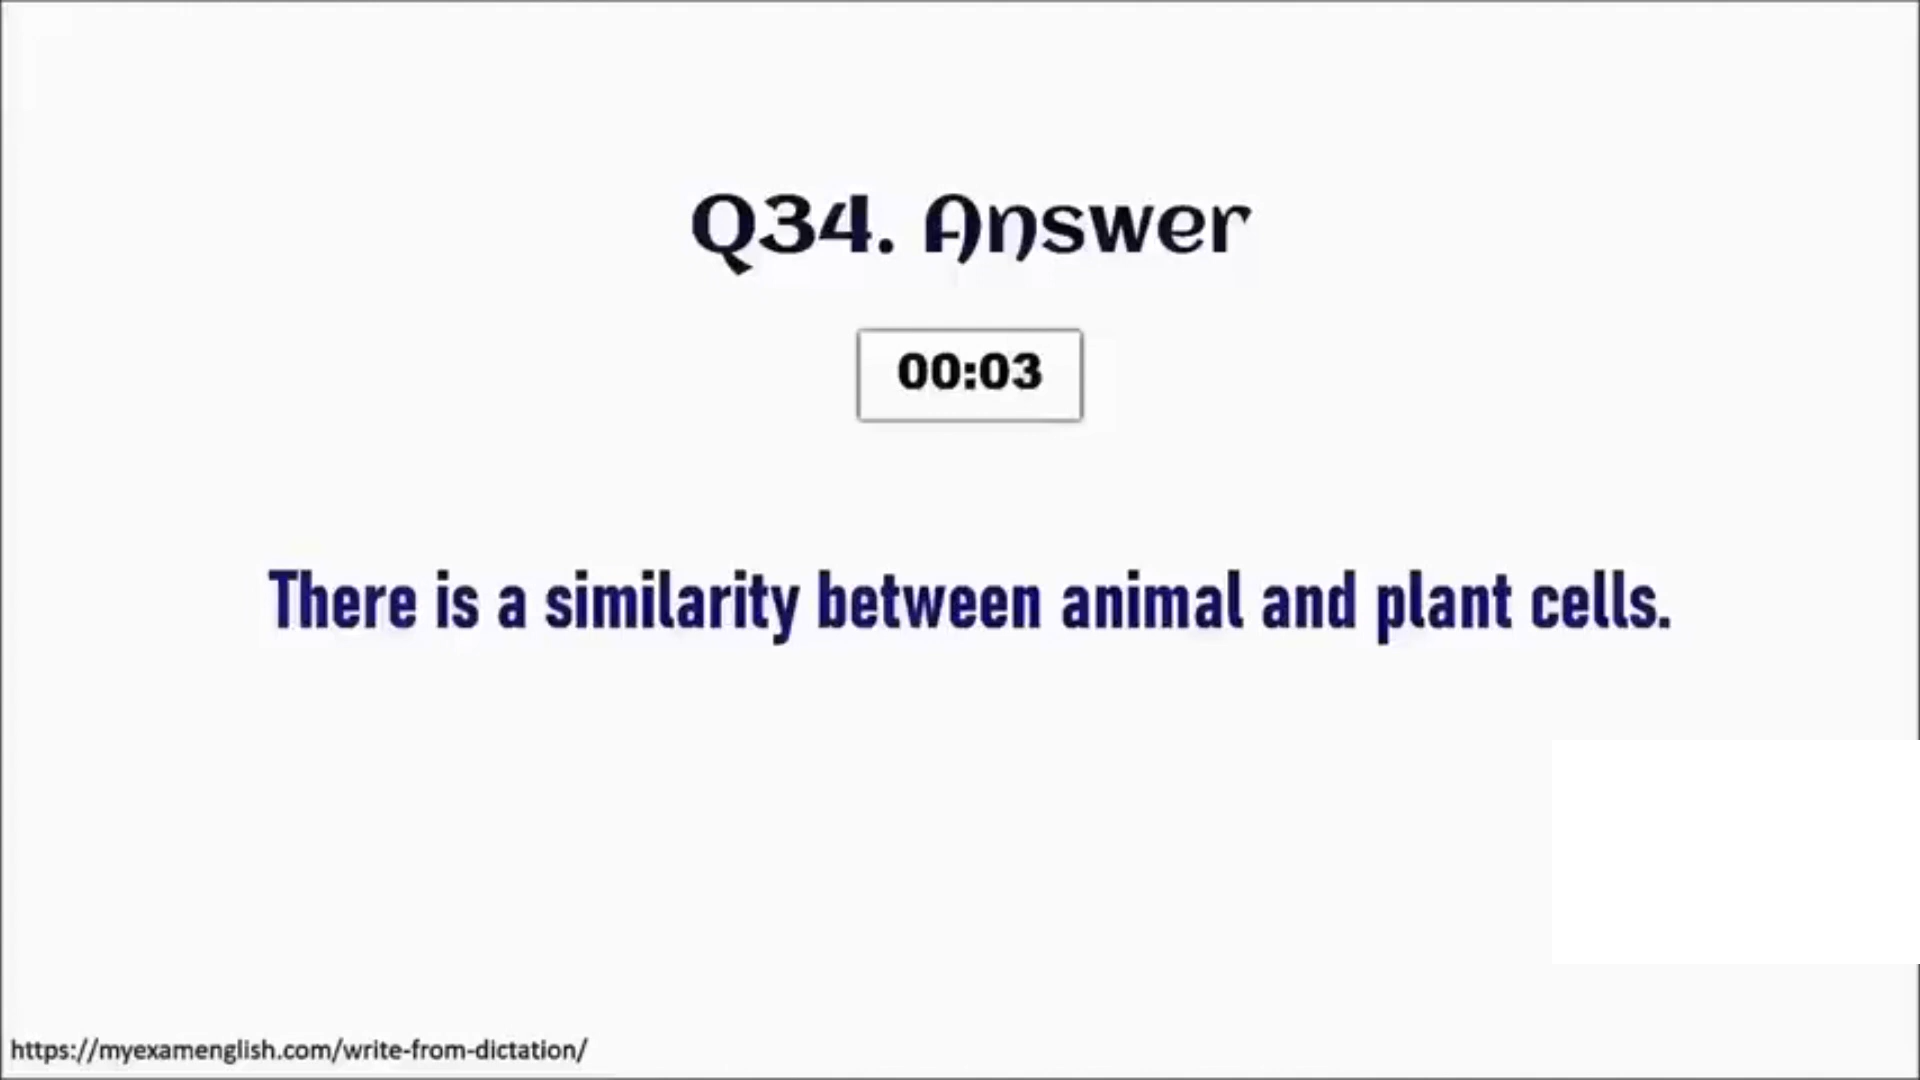 Q34. Answer
00:03
There is a similarity between animal and plant cells.
https://myexamenglish.com/write-from-dictation/